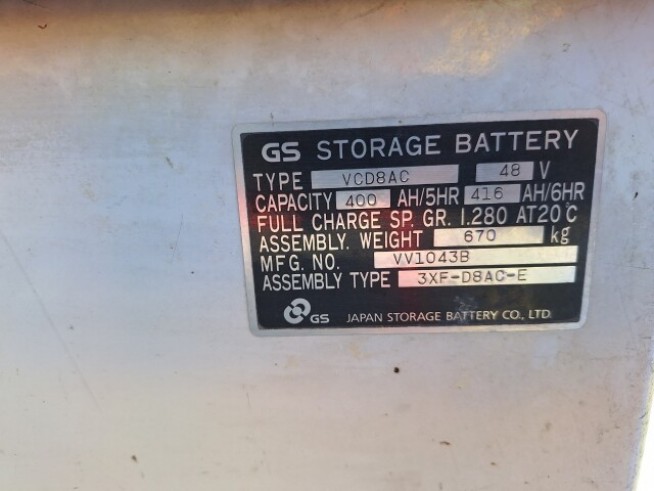 GS STORAGE BATTERY
TYPE VCD8AC 48 V
CAPACITY 400 AH/5HR 416 AH/6HR
FULL CHARGE SP. GR. 1.280 AT 20°C
ASSEMBLY. WEIGHT 670 kg
MFG. NO. VV1043B
ASSEMBLY TYPE 3XF-D8AC-E
GS JAPAN STORAGE BATTERY CO., LTD.